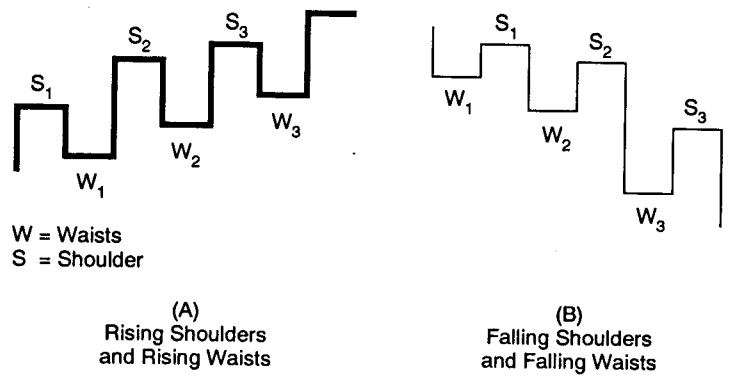 S1
S2
S3
W1
W2
W3
W = Waists
S = Shoulder
(A)
Rising Shoulders
and Rising Waists
S1
S2
S3
W1
W2
W3
(B)
Falling Shoulders
and Falling Waists